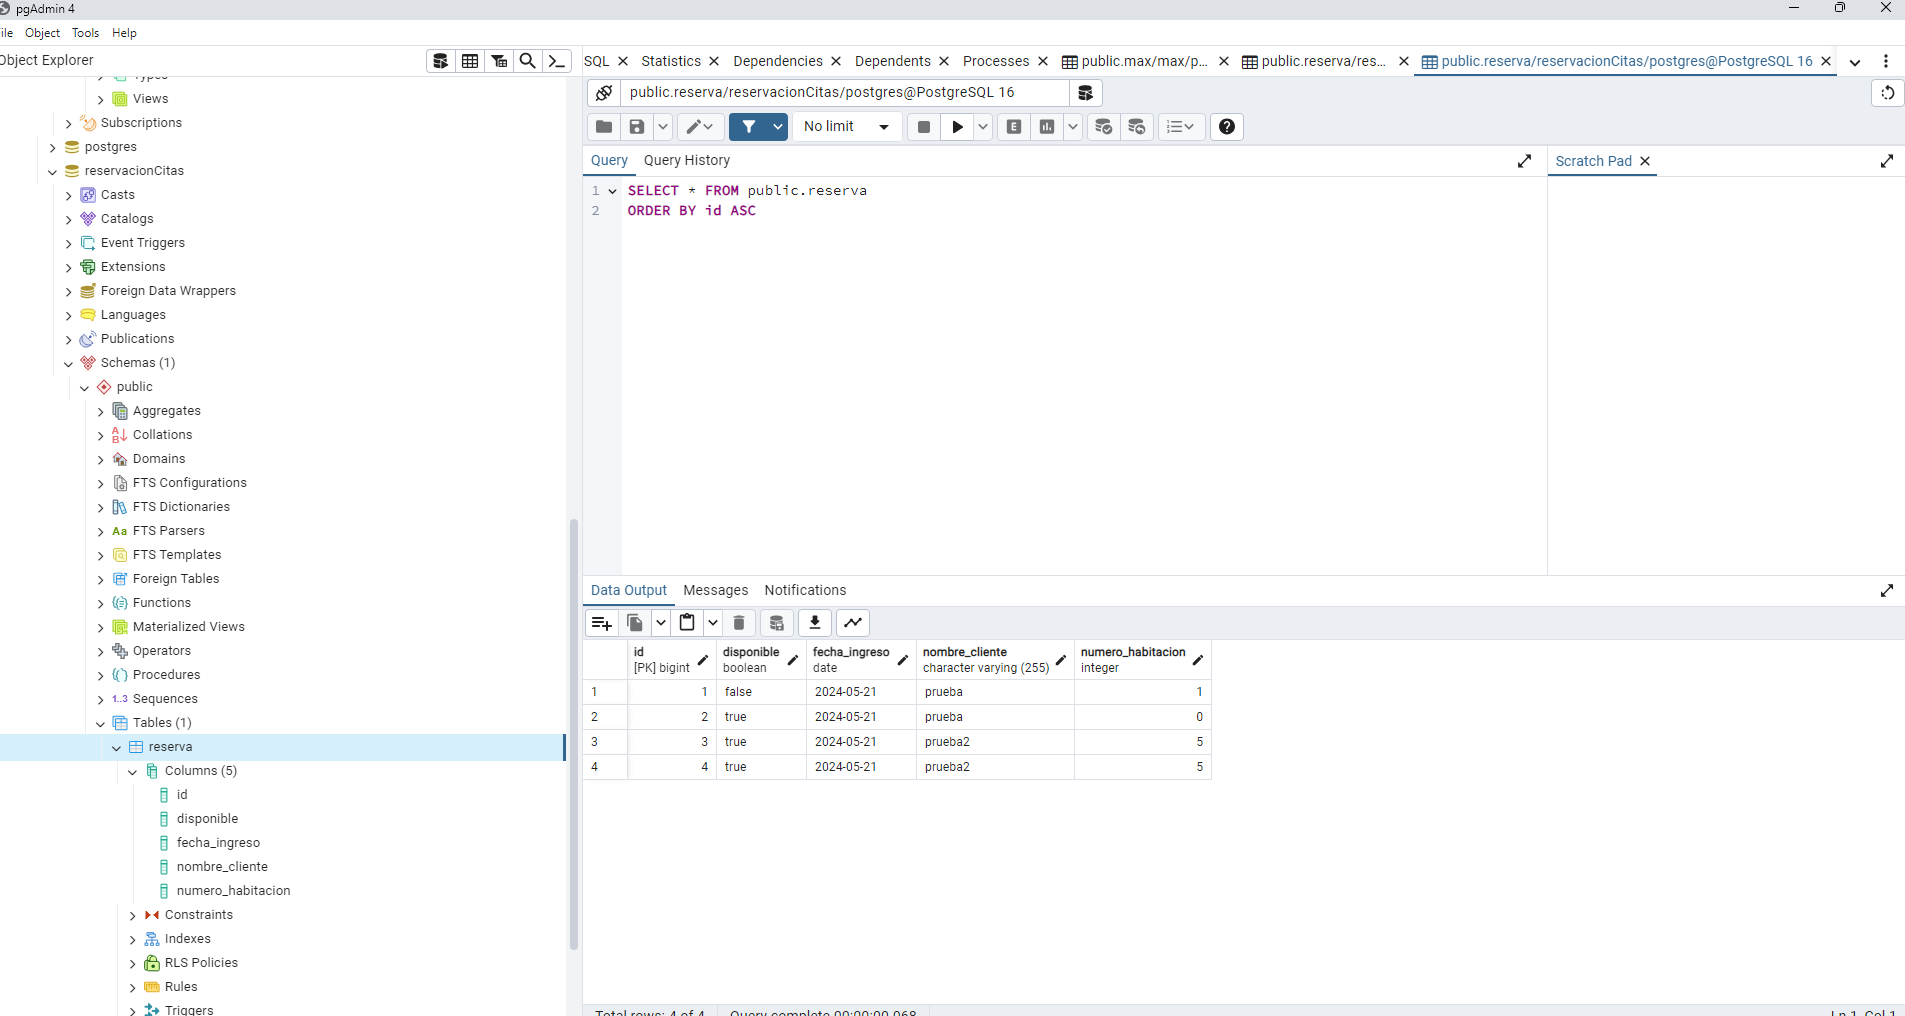 pgAdmin 4
ile Object Tools Help
Object Explorer
SQL Statistics Dependencies Dependents Processes public.max/max/p... public.reserva/res... public.reserva/reservacionCitas/postgres@PostgreSQL 16
public.reserva/reservacionCitas/postgres@PostgreSQL 16
No limit
E
Query Query History
Scratch Pad
1 SELECT * FROM public.reserva
2 ORDER BY id ASC
Types
Views
Subscriptions
postgres
reservacionCitas
Casts
Catalogs
Event Triggers
Extensions
Foreign Data Wrappers
Languages
Publications
Schemas (1)
public
Aggregates
Collations
Domains
FTS Configurations
FTS Dictionaries
Aa FTS Parsers
FTS Templates
Foreign Tables
Functions
Materialized Views
Operators
Procedures
1..3 Sequences
Tables (1)
reserva
Columns (5)
id
disponible
fecha_ingreso
nombre_cliente
numero_habitacion
Constraints
Indexes
RLS Policies
Rules
Triggers
Data Output Messages Notifications
id disponible fecha_ingreso nombre_cliente numero_habitacion
[PK] bigint boolean date character varying (255) integer
1 1 false 2024-05-21 prueba 1
2 2 true 2024-05-21 prueba 0
3 3 true 2024-05-21 prueba2 5
4 4 true 2024-05-21 prueba2 5
Total rows: 4 of 4 Query complete 00:00:00.068 Ln 1, Col 1